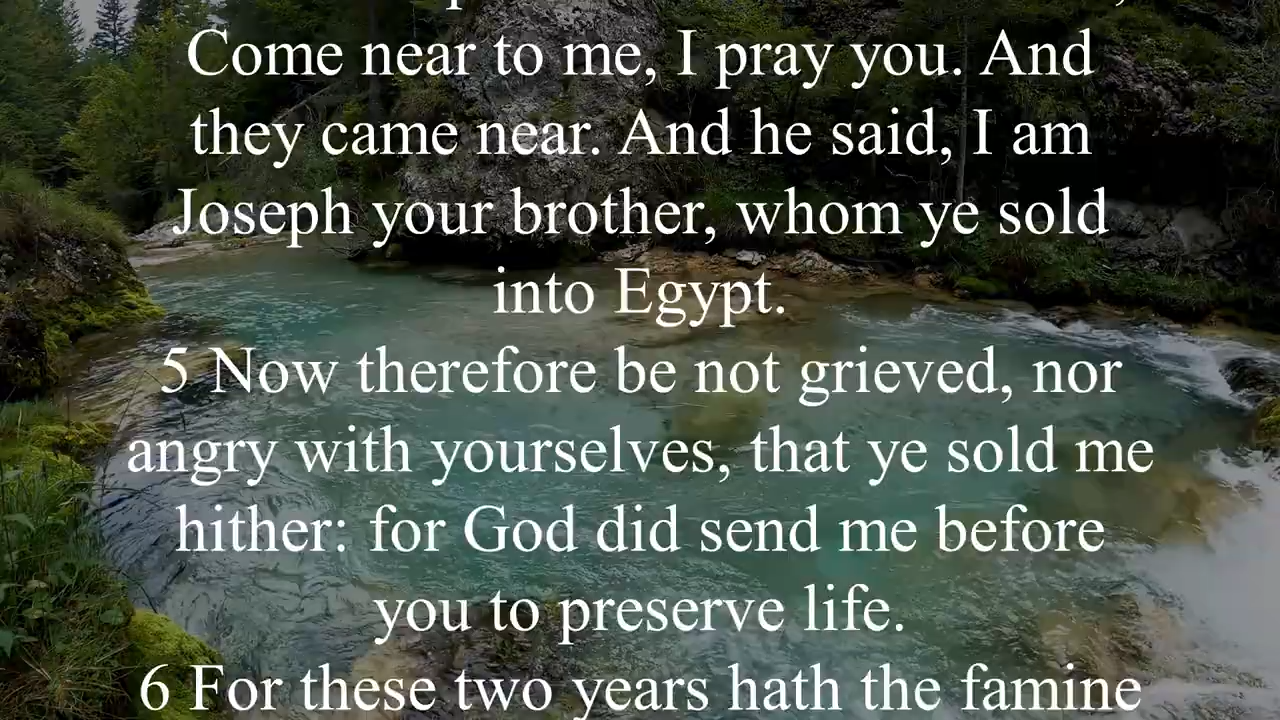 Come near to me, I pray you. And
they came near. And he said, I am
Joseph your brother, whom ye sold
into Egypt.
5 Now therefore be not grieved, nor
angry with yourselves, that ye sold me
hither: for God did send me before
you to preserve life.
6 For these two years hath the famine